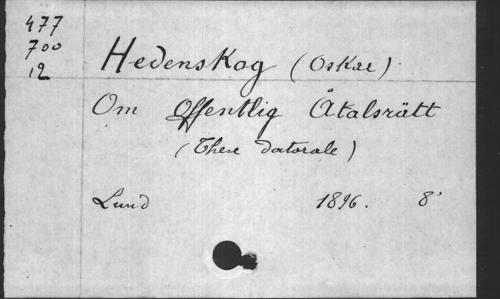 477
700
12
Hedenskog (Oskar)
Om offentlig Åtalsrätt
(These doctorale)
Lund 1896. 8°